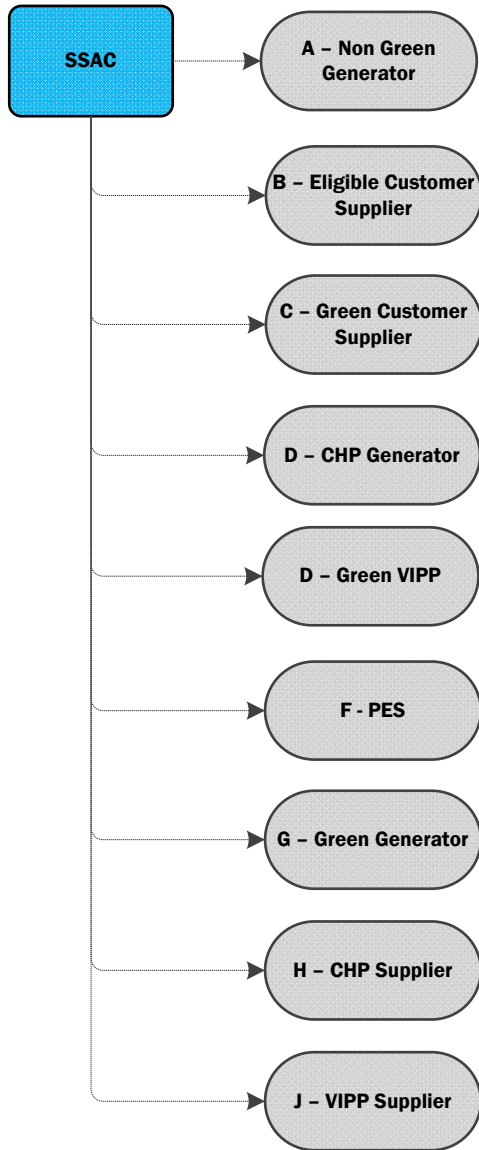 SSAC
A – Non Green
Generator
B – Eligible Customer
Supplier
C – Green Customer
Supplier
D – CHP Generator
D – Green VIPP
F - PES
G – Green Generator
H – CHP Supplier
J – VIPP Supplier